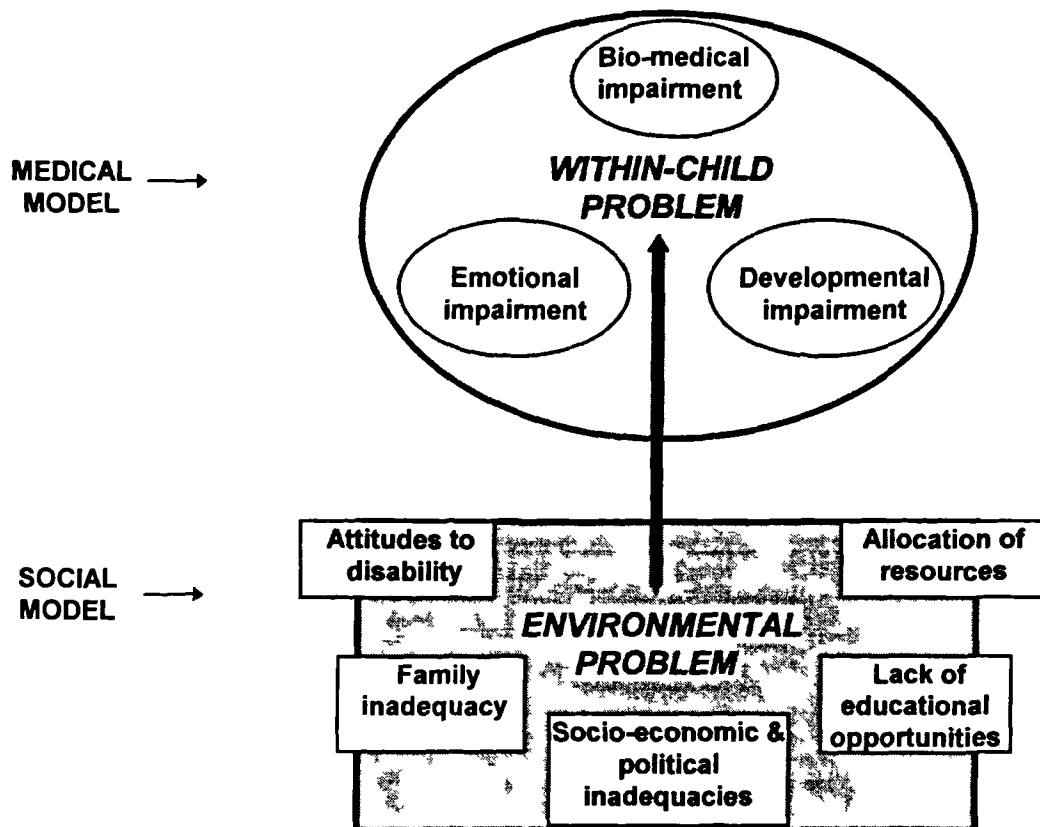 Bio-medical
impairment
MEDICAL
MODEL
WITHIN-CHILD
PROBLEM
Emotional
impairment
Developmental
impairment
SOCIAL
MODEL
Attitudes to
disability
Allocation of
resources
ENVIRONMENTAL
PROBLEM
Family
inadequacy
Lack of
educational
opportunities
Socio-economic &
political
inadequacies